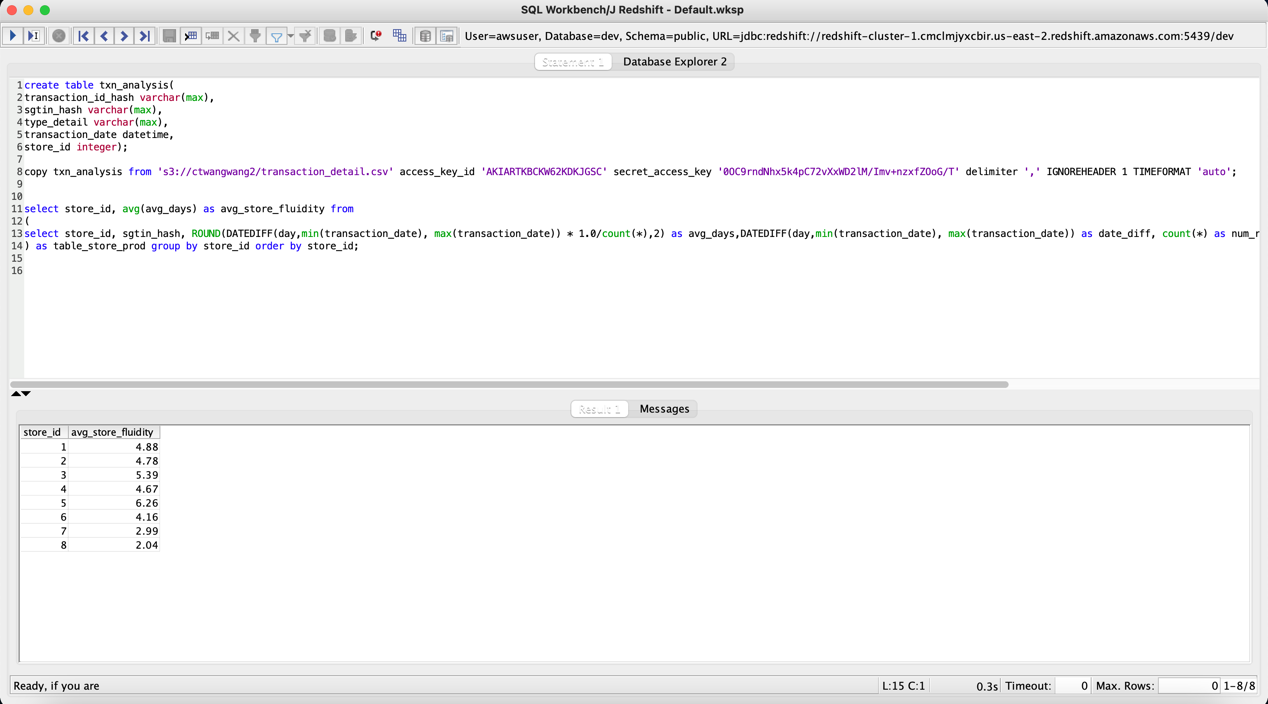 SQL Workbench/J Redshift - Default.wksp
User=awsuser, Database=dev, Schema=public, URL=jdbc:redshift://redshift-cluster-1.cmclmjyxcbir.us-east-2.redshift.amazonaws.com:5439/dev
Statement 1 Database Explorer 2
1 create table txn_analysis(
2 transaction_id_hash varchar(max),
3 sgtin_hash varchar(max),
4 type_detail varchar(max),
5 transaction_date datetime,
6 store_id integer);
7
8 copy txn_analysis from 's3://ctwangwang2/transaction_detail.csv' access_key_id 'AKIARTKBCKW62KDKJGSC' secret_access_key '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' delimiter ',' IGNOREHEADER 1 TIMEFORMAT 'auto';
9
10
11 select store_id, avg(avg_days) as avg_store_fluidity from
12 (
13 select store_id, sgtin_hash, ROUND(DATEDIFF(day,min(transaction_date), max(transaction_date)) * 1.0/count(*),2) as avg_days,DATEDIFF(day,min(transaction_date), max(transaction_date)) as date_diff, count(*) as num_r
14 ) as table_store_prod group by store_id order by store_id;
15
16
Result 1 Messages
store_id avg_store_fluidity
1 4.88
2 4.78
3 5.39
4 4.67
5 6.26
6 4.16
7 2.99
8 2.04
Ready, if you are L:15 C:1 0.3s Timeout: 0 Max. Rows: 0 1-8/8